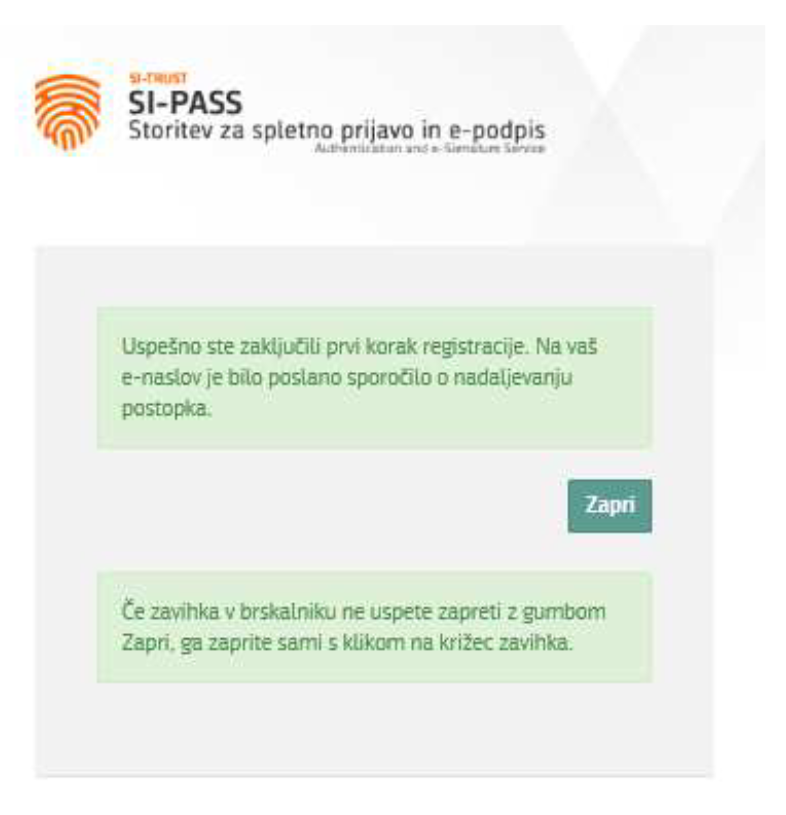 SI-TRUST
SI-PASS
Storitev za spletno prijavo in e-podpis
Authentication and e-Signature Service
Uspešno ste zaključili prvi korak registracije. Na vaš
e-naslov je bilo poslano sporočilo o nadaljevanju
postopka.
Zapri
Če zavihka v brskalniku ne uspete zapreti z gumbom
Zapri, ga zaprite sami s klikom na križec zavihka.